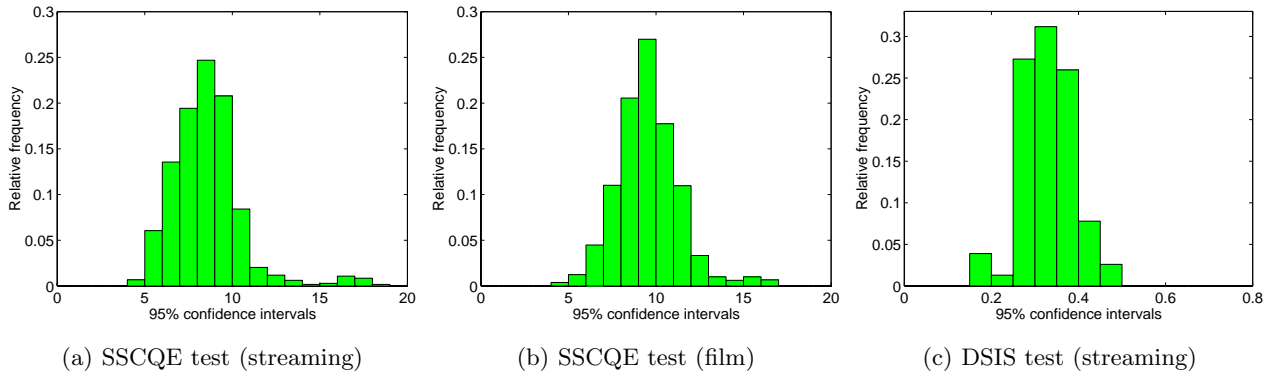 0.3
0.25
0.2
0.15
0.1
0.05
0
0 5 10 15 20
Relative frequency
95% confidence intervals
(a) SSCQE test (streaming)
0.3
0.25
0.2
0.15
0.1
0.05
0
0 5 10 15 20
Relative frequency
95% confidence intervals
(b) SSCQE test (film)
0.3
0.25
0.2
0.15
0.1
0.05
0
0 0.2 0.4 0.6 0.8
Relative frequency
95% confidence intervals
(c) DSIS test (streaming)